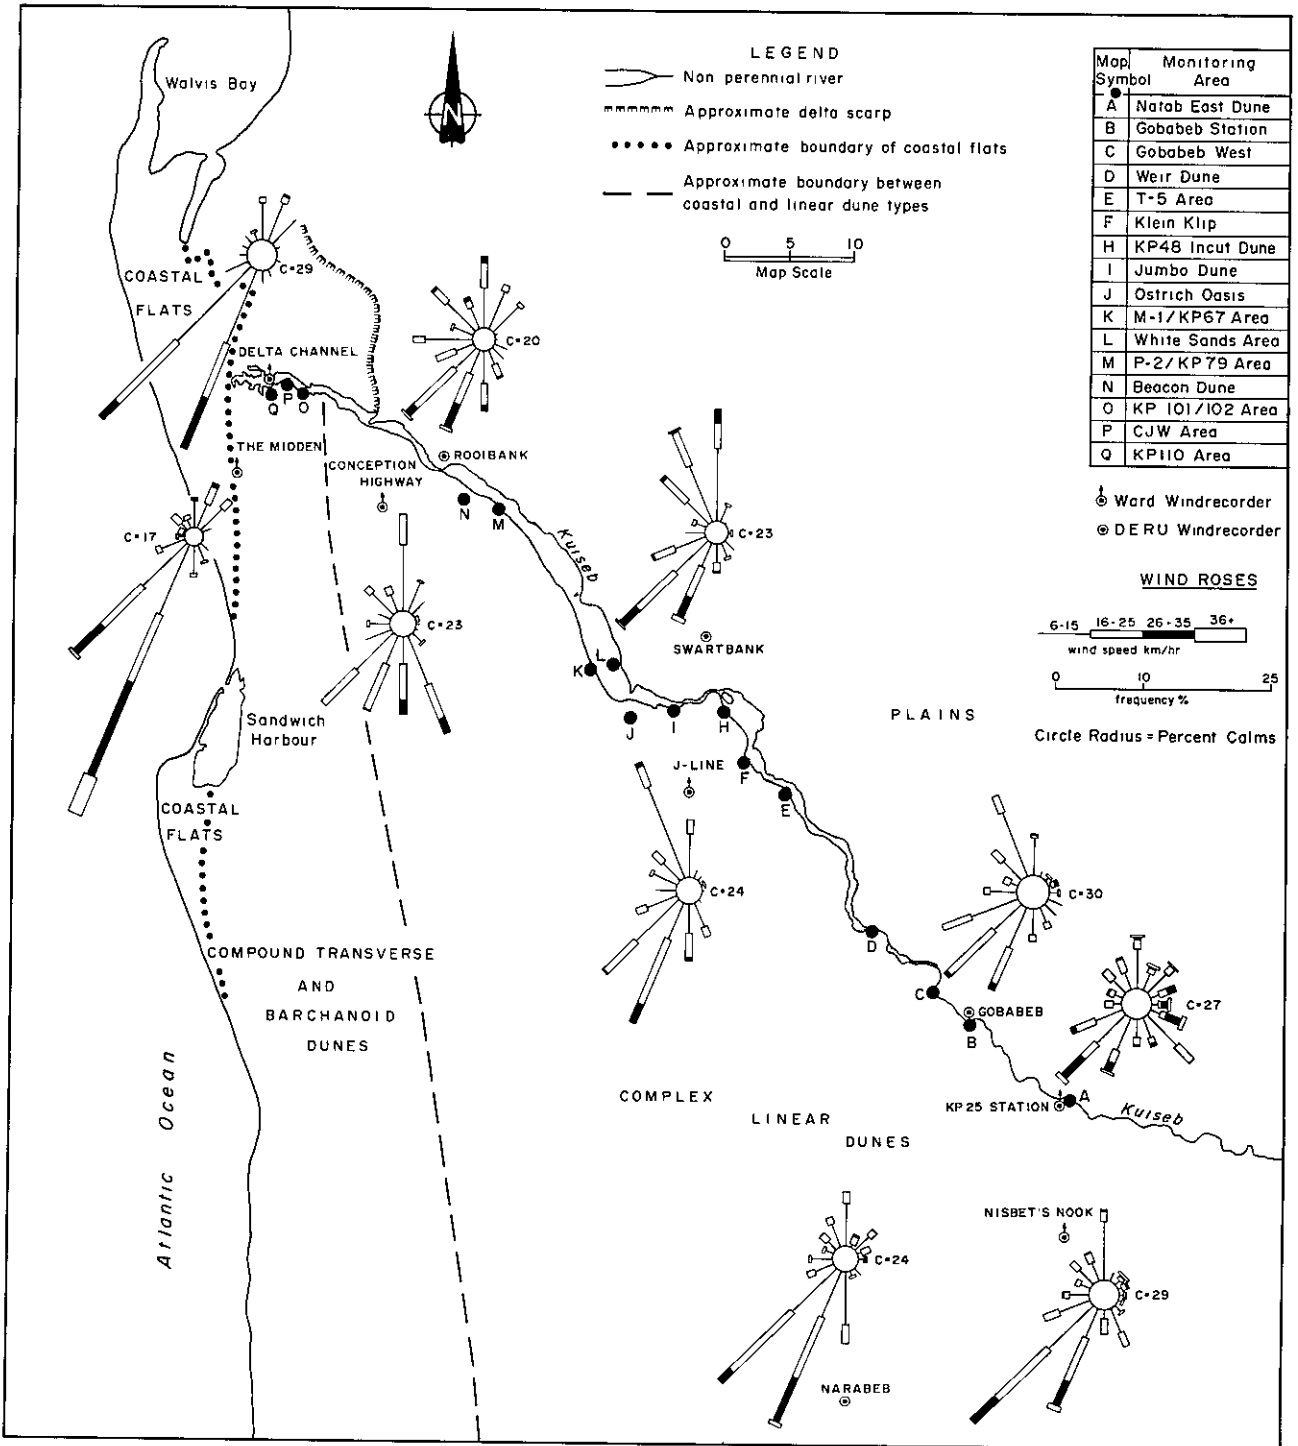 LEGEND
Non perennial river
Approximate delta scarp
Approximate boundary of coastal flats
Approximate boundary between
coastal and linear dune types
0 5 10
Map Scale
N
Map Symbol Monitoring Area
A Natab East Dune
B Gobabeb Station
C Gobabeb West
D Weir Dune
E T-5 Area
F Klein Klip
H KP48 Incut Dune
I Jumbo Dune
J Ostrich Oasis
K M-1/KP67 Area
L White Sands Area
M P-2/KP79 Area
N Beacon Dune
O KP 101/102 Area
P CJW Area
Q KP110 Area
Ward Windrecorder
DERU Windrecorder
WIND ROSES
6-15 16-25 26-35 36+
wind speed km/hr
0 10 25
frequency %
Circle Radius = Percent Calms
Walvis Bay
COASTAL
FLATS
C=29
C=20
DELTA CHANNEL
Q P O
THE MIDDEN
ROOIBANK
CONCEPTION
HIGHWAY
N M
C=17
C=23
Kuiseb
C=23
SWARTBANK
K L
J I H
PLAINS
Sandwich
Harbour
J-LINE
F
E
COASTAL
FLATS
C=24
C=30
D
COMPOUND TRANSVERSE
AND
BARCHANOID
DUNES
C
GOBABEB
B
C=27
Atlantic Ocean
COMPLEX
LINEAR
DUNES
KP25 STATION
A
Kuiseb
NISBET'S NOOK
C=24
C=29
NARABEB